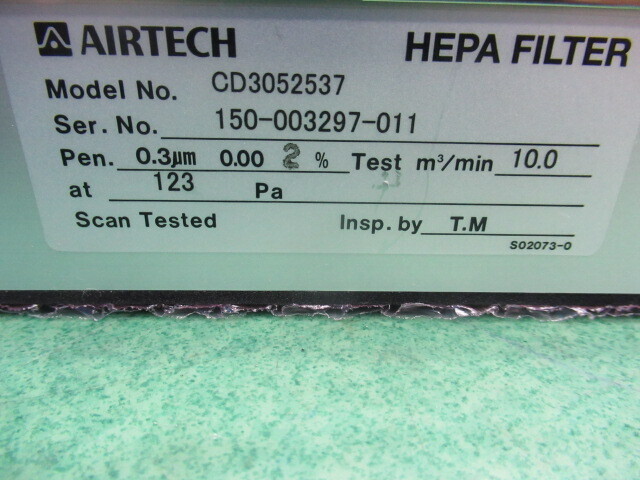 AIRTECH HEPA FILTER
Model No. CD3052537
Ser. No. 150-003297-011
Pen. 0.3μm 0.00 2 % Test m³/min 10.0
at 123 Pa
Scan Tested Insp. by T.M
S02073-0